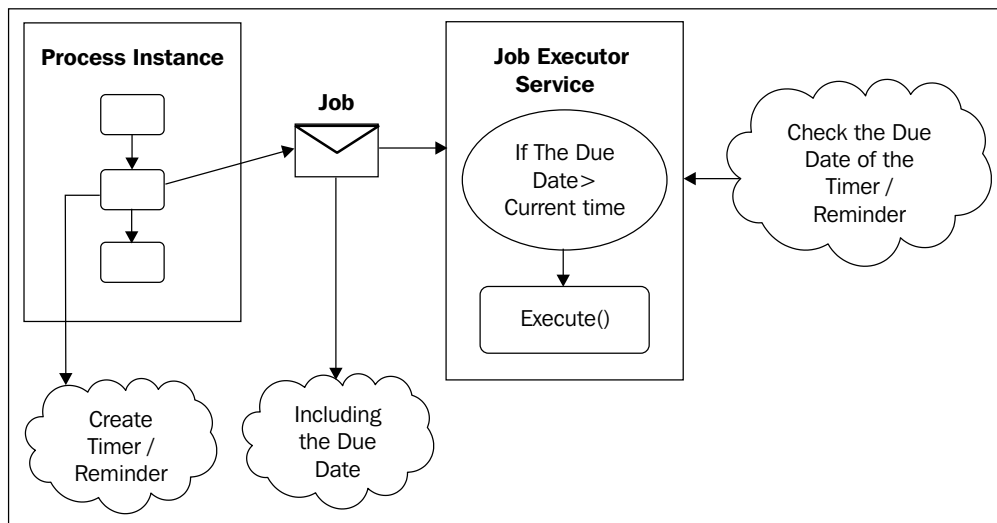 Process Instance
Job
Job Executor
Service
If The Due
Date>
Current time
Execute()
Check the Due
Date of the
Timer /
Reminder
Create
Timer /
Reminder
Including
the Due
Date